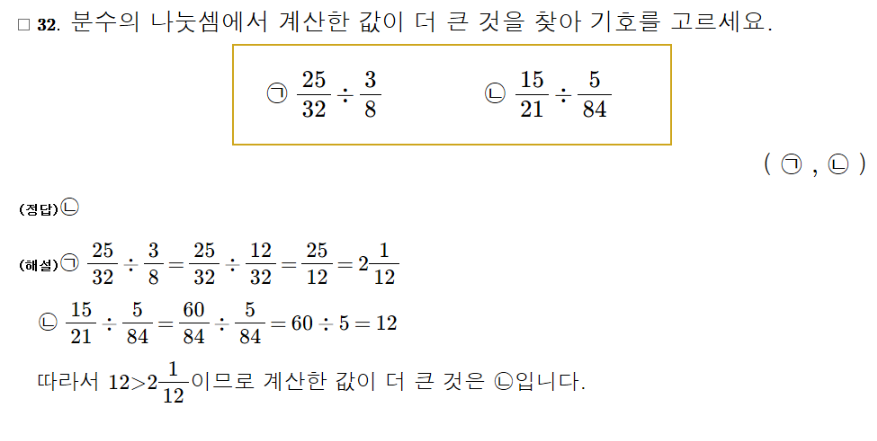 □ 32. 분수의 나눗셈에서 계산한 값이 더 큰 것을 찾아 기호를 고르세요.
㉠ 25/32 ÷ 3/8   ㉡ 15/21 ÷ 5/84
( ㉠ , ㉡ )
(정답)㉡
(해설)㉠ 25/32 ÷ 3/8 = 25/32 ÷ 12/32 = 25/12 = 2 1/12
㉡ 15/21 ÷ 5/84 = 60/84 ÷ 5/84 = 60 ÷ 5 = 12
따라서 12>2 1/12 이므로 계산한 값이 더 큰 것은 ㉡입니다.